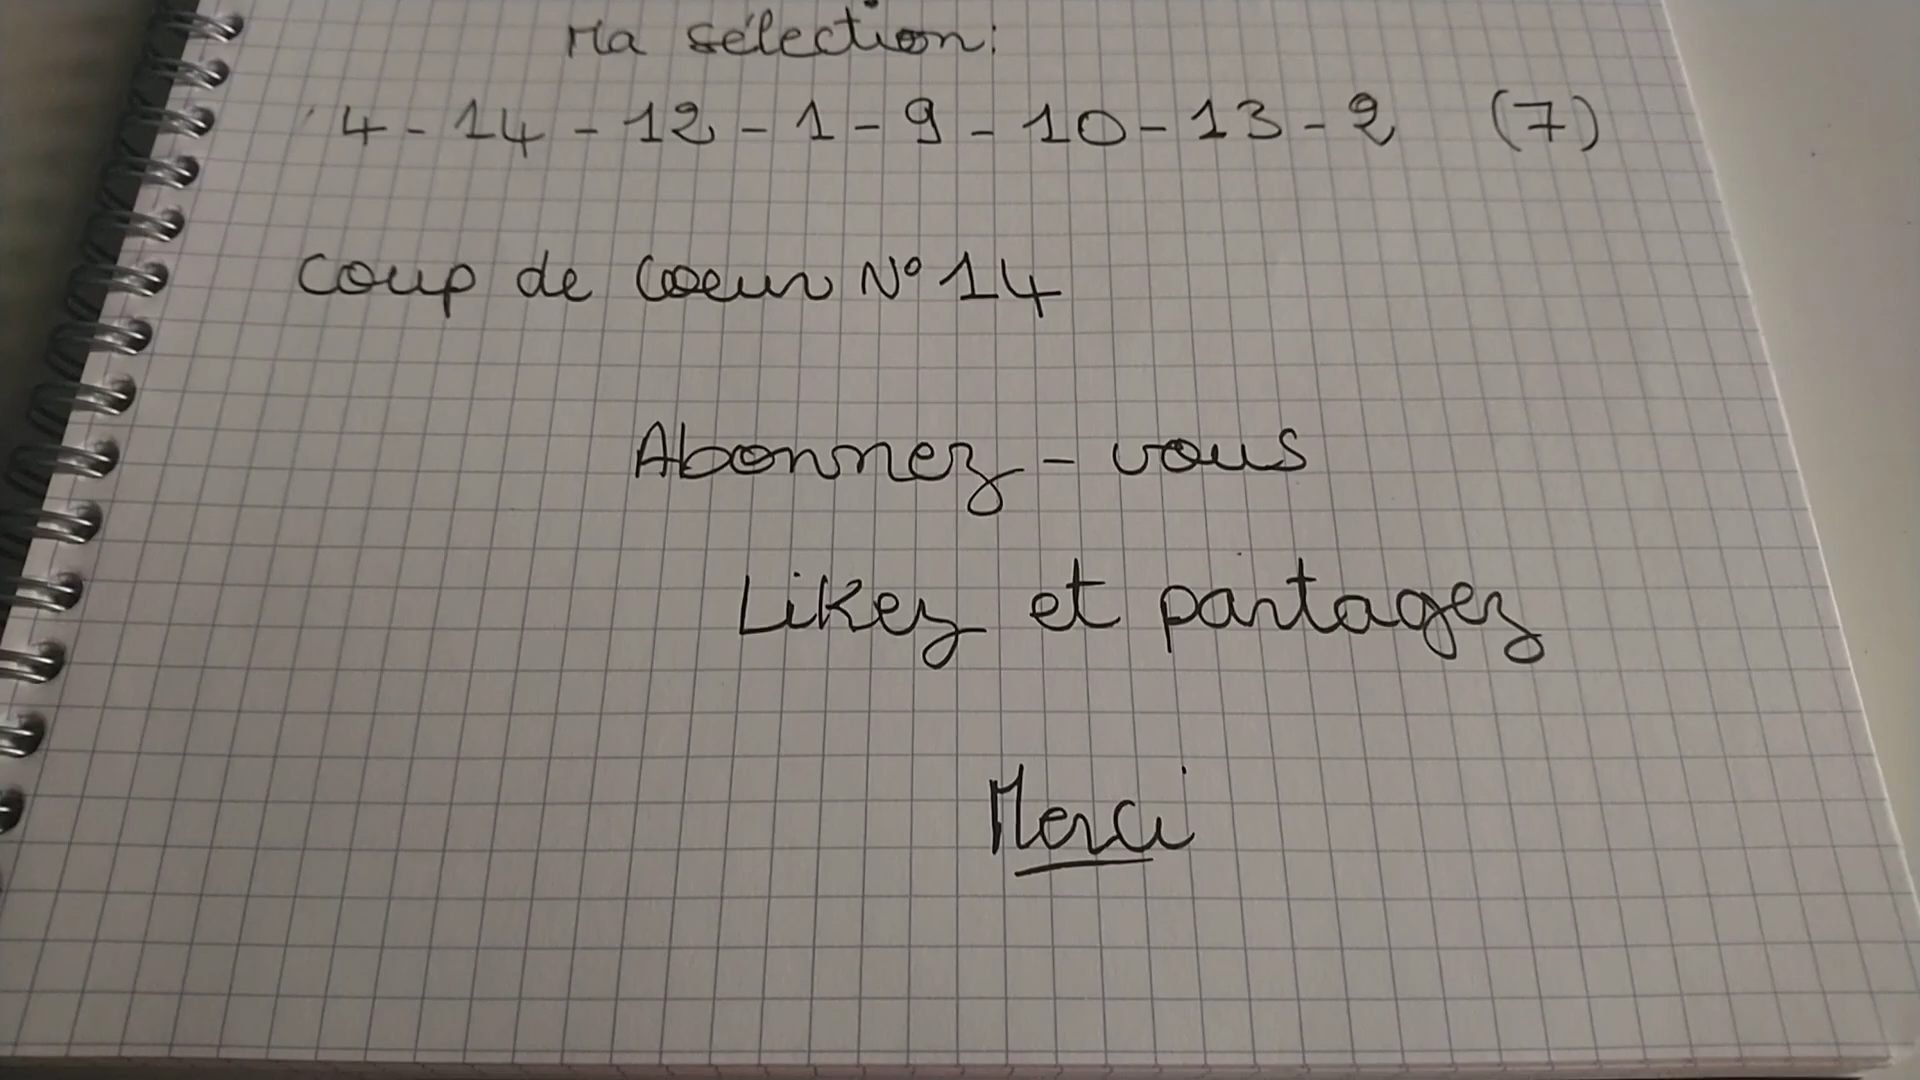 Ma sélection:
4 - 14 - 12 - 1 - 9 - 10 - 13 - 2 (7)
Coup de Coeur N° 14
Abonnez - vous
Likez et partagez
Merci